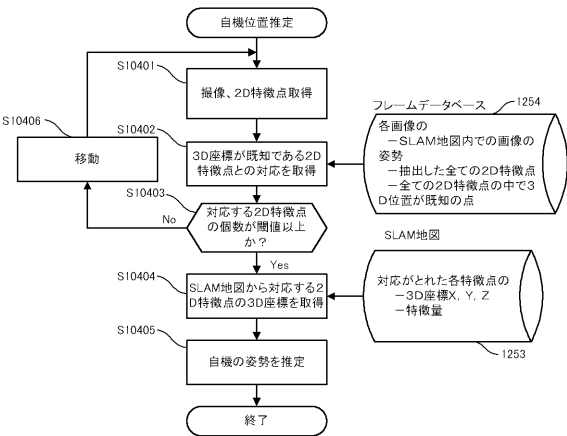 自機位置推定
S10401
撮像、2D特徴点取得
S10406
移動
S10402
3D座標が既知である2D
特徴点との対応を取得
フレームデータベース
1254
各画像の
－SLAM地図内での画像の
姿勢
－抽出した全ての2D特徴点
－全ての2D特徴点の中で3
D位置が既知の点
S10403
対応する2D特徴点
の個数が閾値以上
か？
No
Yes
SLAM地図
S10404
SLAM地図から対応する2
D特徴点の3D座標を取得
対応がとれた各特徴点の
－3D座標X, Y, Z
－特徴量
1253
S10405
自機の姿勢を推定
終了